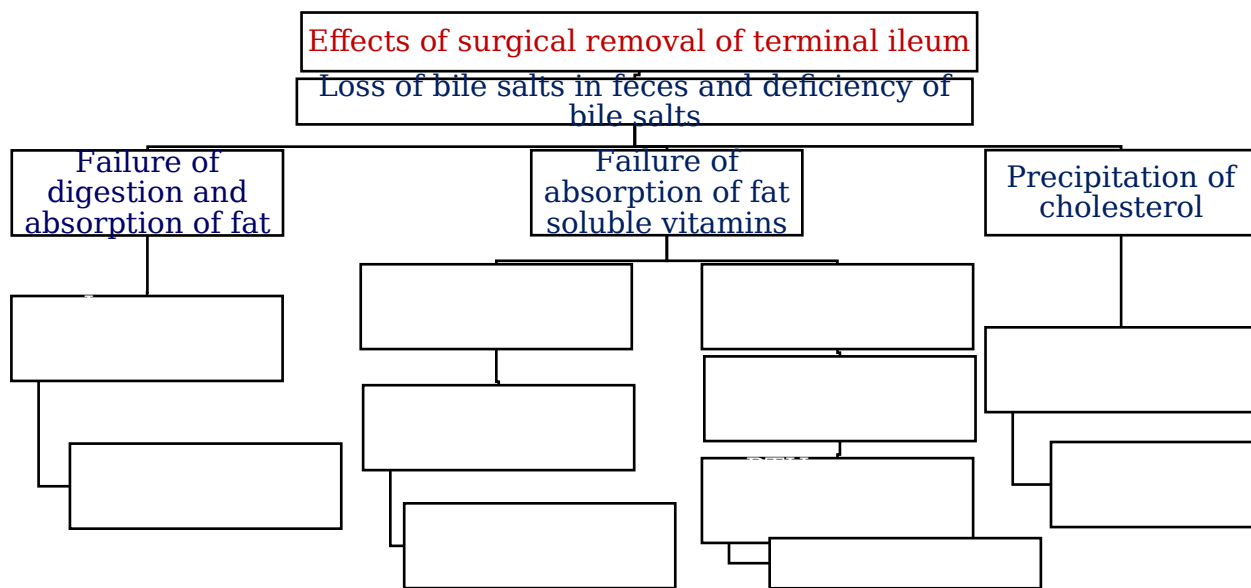 Effects of surgical removal of terminal ileum
Loss of bile salts in feces and deficiency of
bile salts
Failure of
digestion and
absorption of fat
Failure of
absorption of fat
soluble vitamins
Precipitation of
cholesterol